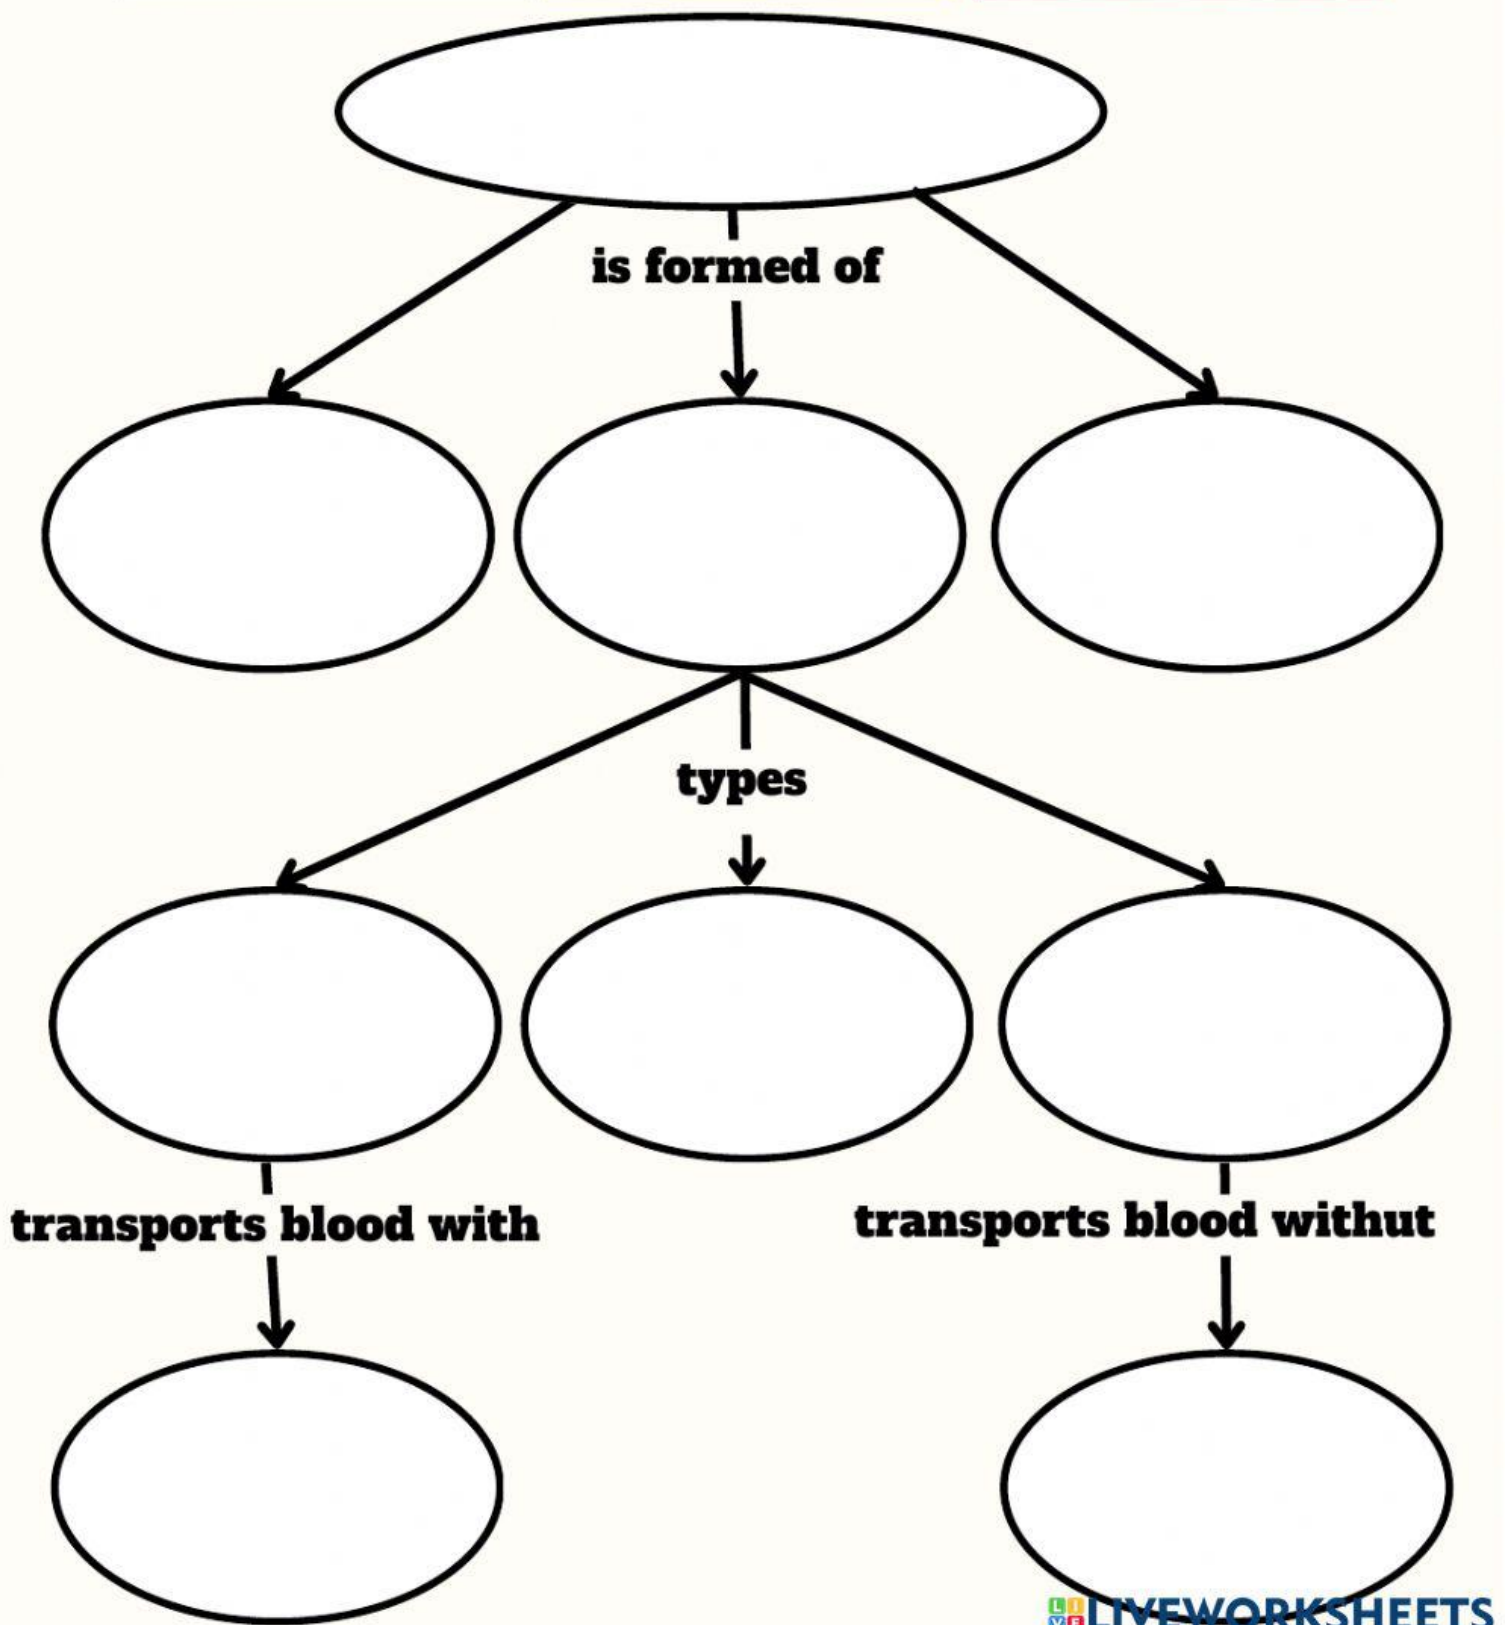 is formed of
types
transports blood with
transports blood withut
LIVEWORKSHEETS